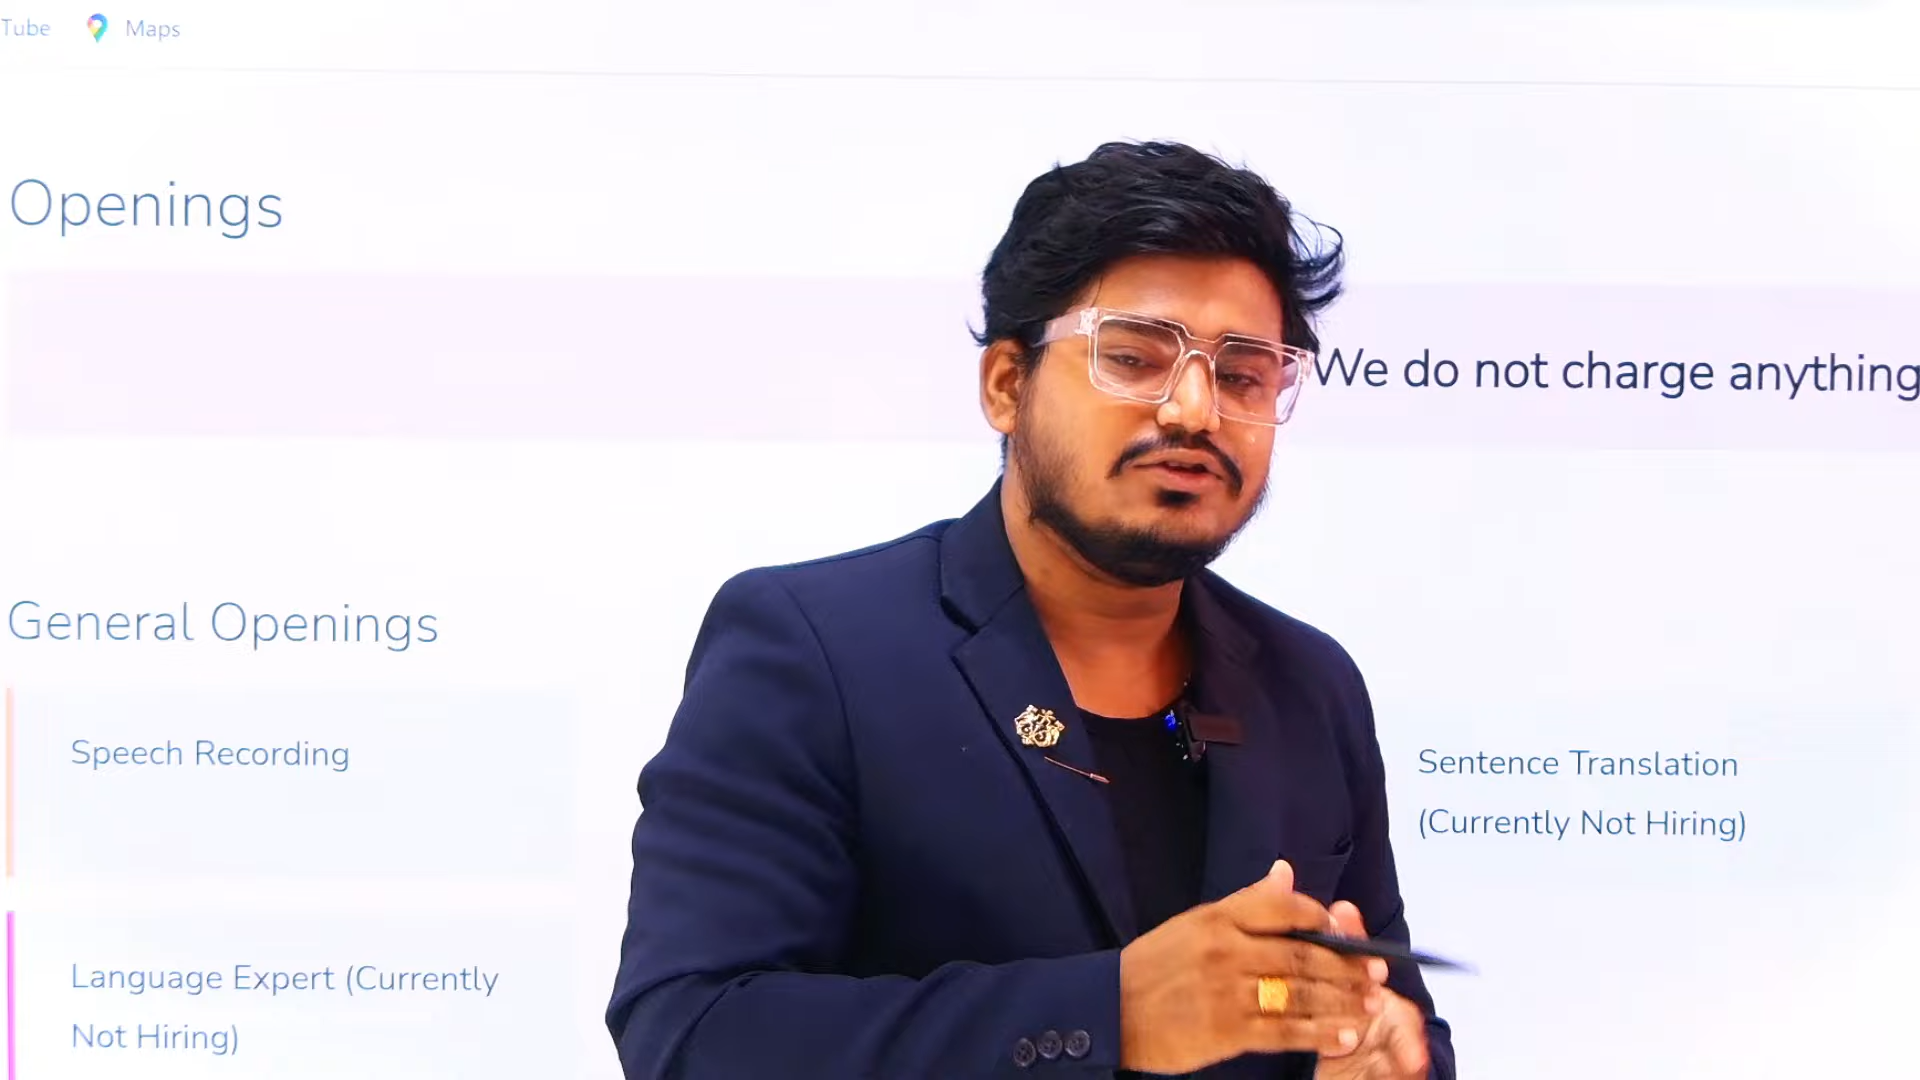 Tube
Maps
Openings
We do not charge anything
General Openings
Speech Recording
Sentence Translation
(Currently Not Hiring)
Language Expert (Currently
Not Hiring)